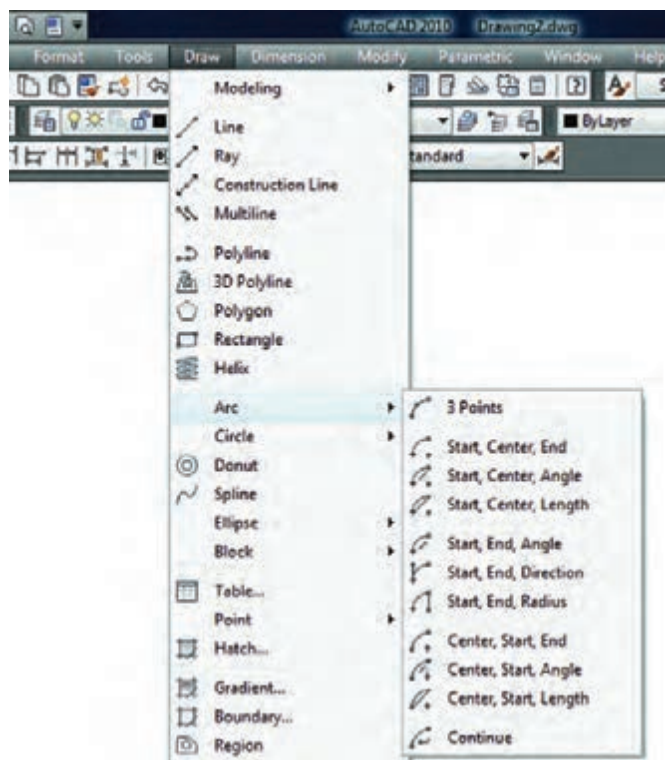 AutoCAD 2010 Drawing2.dwg
Format Tools Draw Dimension Modify Parametric Window Help
ByLayer
tandard
Modeling
Line
Ray
Construction Line
Multiline
Polyline
3D Polyline
Polygon
Rectangle
Helix
Arc
Circle
Donut
Spline
Ellipse
Block
Table...
Point
Hatch...
Gradient...
Boundary...
Region
3 Points
Start, Center, End
Start, Center, Angle
Start, Center, Length
Start, End, Angle
Start, End, Direction
Start, End, Radius
Center, Start, End
Center, Start, Angle
Center, Start, Length
Continue